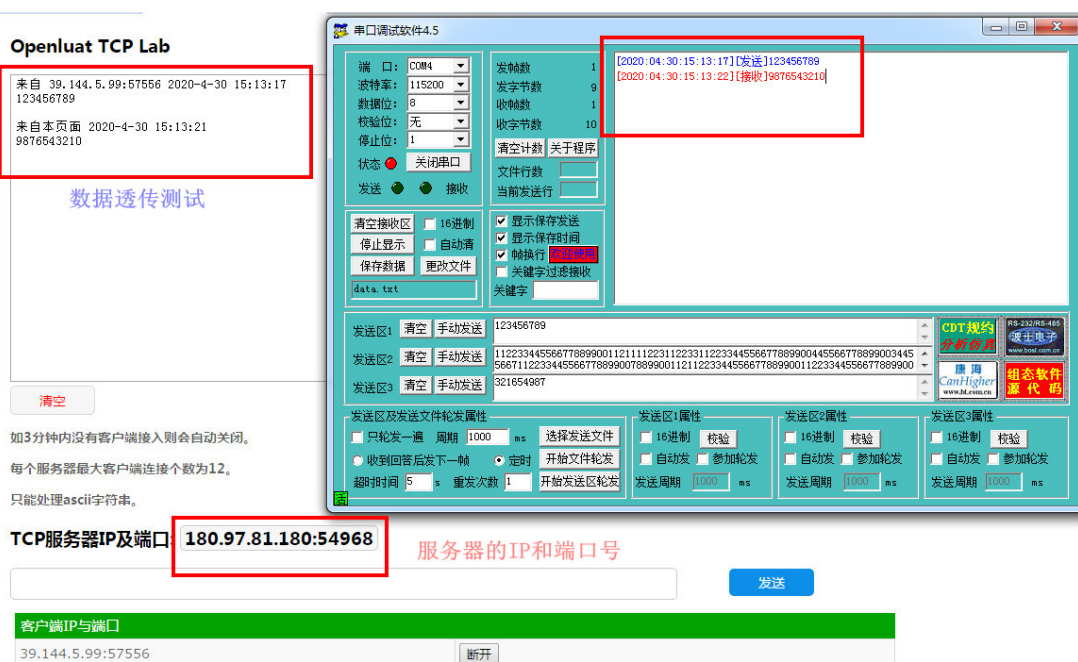 Openluat TCP Lab
来自 39.144.5.99:57556 2020-4-30 15:13:17
123456789
来自本页面 2020-4-30 15:13:21
9876543210
数据透传测试
清空
如3分钟内没有客户端接入则会自动关闭。
每个服务器最大客户端连接个数为12。
只能处理ascii字符串。
TCP服务器IP及端口: 180.97.81.180:54968
服务器的IP和端口号
发送
客户端IP与端口
39.144.5.99:57556 断开
串口调试软件4.5
端 口: COM4
波特率: 115200
数据位: 8
校验位: 无
停止位: 1
状态 关闭串口
发送 接收
发帧数 1
发字节数 9
收帧数 1
收字节数 10
清空计数 关于程序
文件行数
当前发送行
[2020:04:30:15:13:17][发送]123456789
[2020:04:30:15:13:22][接收]9876543210
清空接收区 16进制
停止显示 自动清
保存数据 更改文件
data.txt
显示保存发送
显示保存时间
帧换行 欢迎使用
关键字过滤接收
关键字
发送区1 清空 手动发送 123456789
发送区2 清空 手动发送
发送区3 清空 手动发送 321654987
CDT规约
分析仿真
RS-232/RS-485
波士电子
www.bosi.com.cn
康海
CanHigher
组态软件
源代码
发送区及发送文件轮发属性
只轮发一遍 周期 1000 ms 选择发送文件
收到回答后发下一帧 定时 开始文件轮发
超时时间 5 s 重发次数 1 开始发送区轮发
发送区1属性
16进制 校验
自动发 参加轮发
发送周期 1000 ms
发送区2属性
16进制 校验
自动发 参加轮发
发送周期 1000 ms
发送区3属性
16进制 校验
自动发 参加轮发
发送周期 1000 ms
活